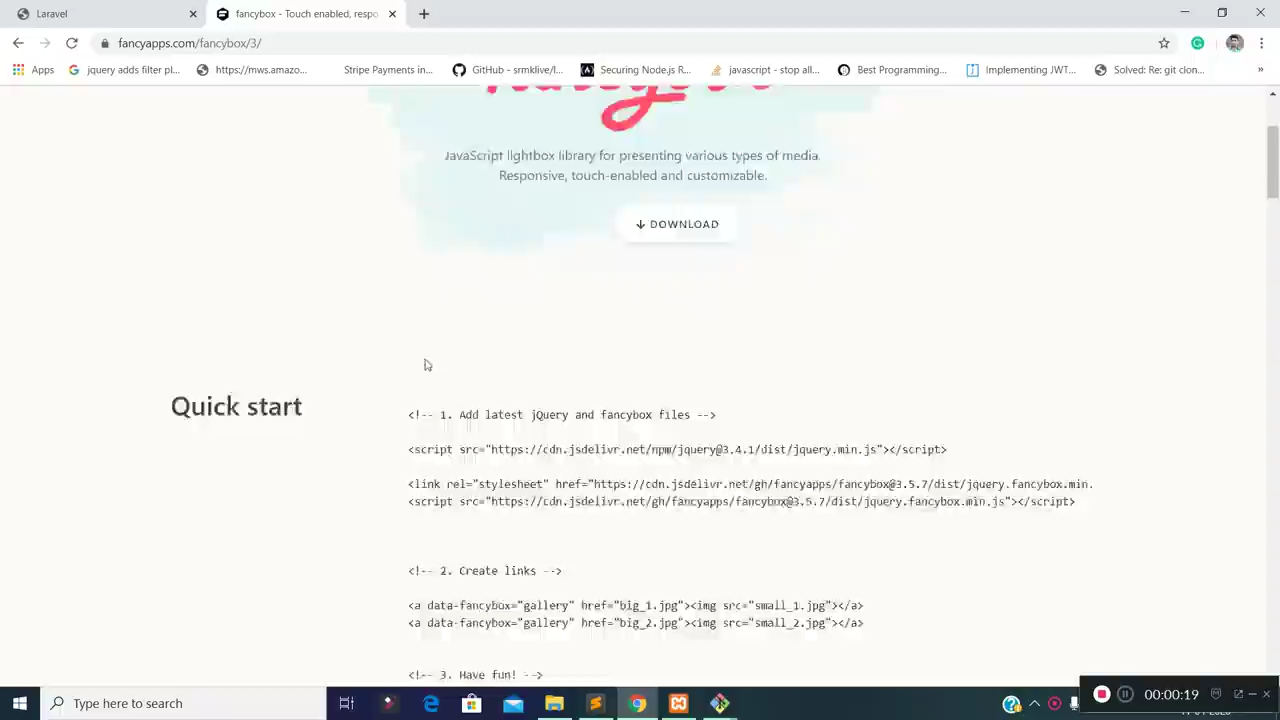 Laravel
fancybox - Touch enabled, respo
fancyapps.com/fancybox/3/
Apps
jquery adds filter pl...
https://mws.amazo...
Stripe Payments in...
GitHub - srmklive/l...
Securing Node.js R...
javascript - stop all...
Best Programming...
Implementing JWT...
Solved: Re: git clon...
»
JavaScript lightbox library for presenting various types of media.
Responsive, touch-enabled and customizable.
DOWNLOAD
Quick start
<!-- 1. Add latest jQuery and fancybox files -->
<script src="https://cdn.jsdelivr.net/npm/jquery@3.4.1/dist/jquery.min.js"></script>
<link rel="stylesheet" href="https://cdn.jsdelivr.net/gh/fancyapps/fancybox@3.5.7/dist/jquery.fancybox.min.
<script src="https://cdn.jsdelivr.net/gh/fancyapps/fancybox@3.5.7/dist/jquery.fancybox.min.js"></script>
<!-- 2. Create links -->
<a data-fancybox="gallery" href="big_1.jpg"><img src="small_1.jpg"></a>
<a data-fancybox="gallery" href="big_2.jpg"><img src="small_2.jpg"></a>
<!-- 3. Have fun! -->
Type here to search
00:00:19